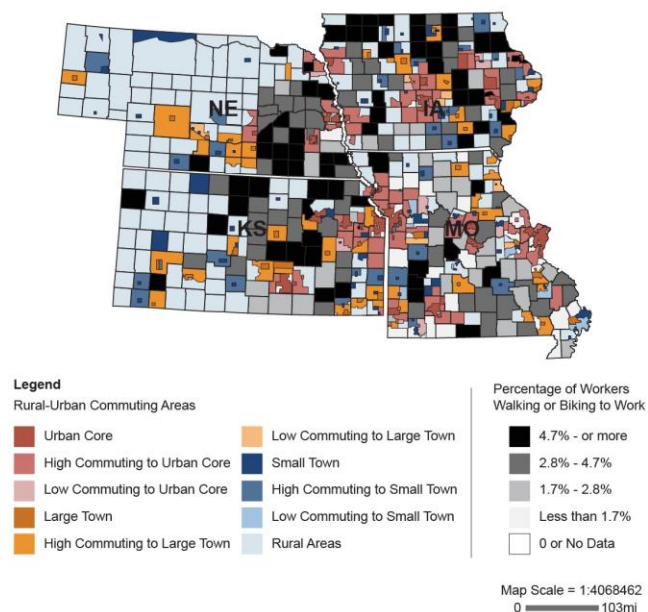 NE
IA
KS
MO
Legend
Rural-Urban Commuting Areas
Urban Core
High Commuting to Urban Core
Low Commuting to Urban Core
Large Town
High Commuting to Large Town
Low Commuting to Large Town
Small Town
High Commuting to Small Town
Low Commuting to Small Town
Rural Areas
Percentage of Workers
Walking or Biking to Work
4.7% - or more
2.8% - 4.7%
1.7% - 2.8%
Less than 1.7%
0 or No Data
Map Scale = 1:4068462
0 103mi